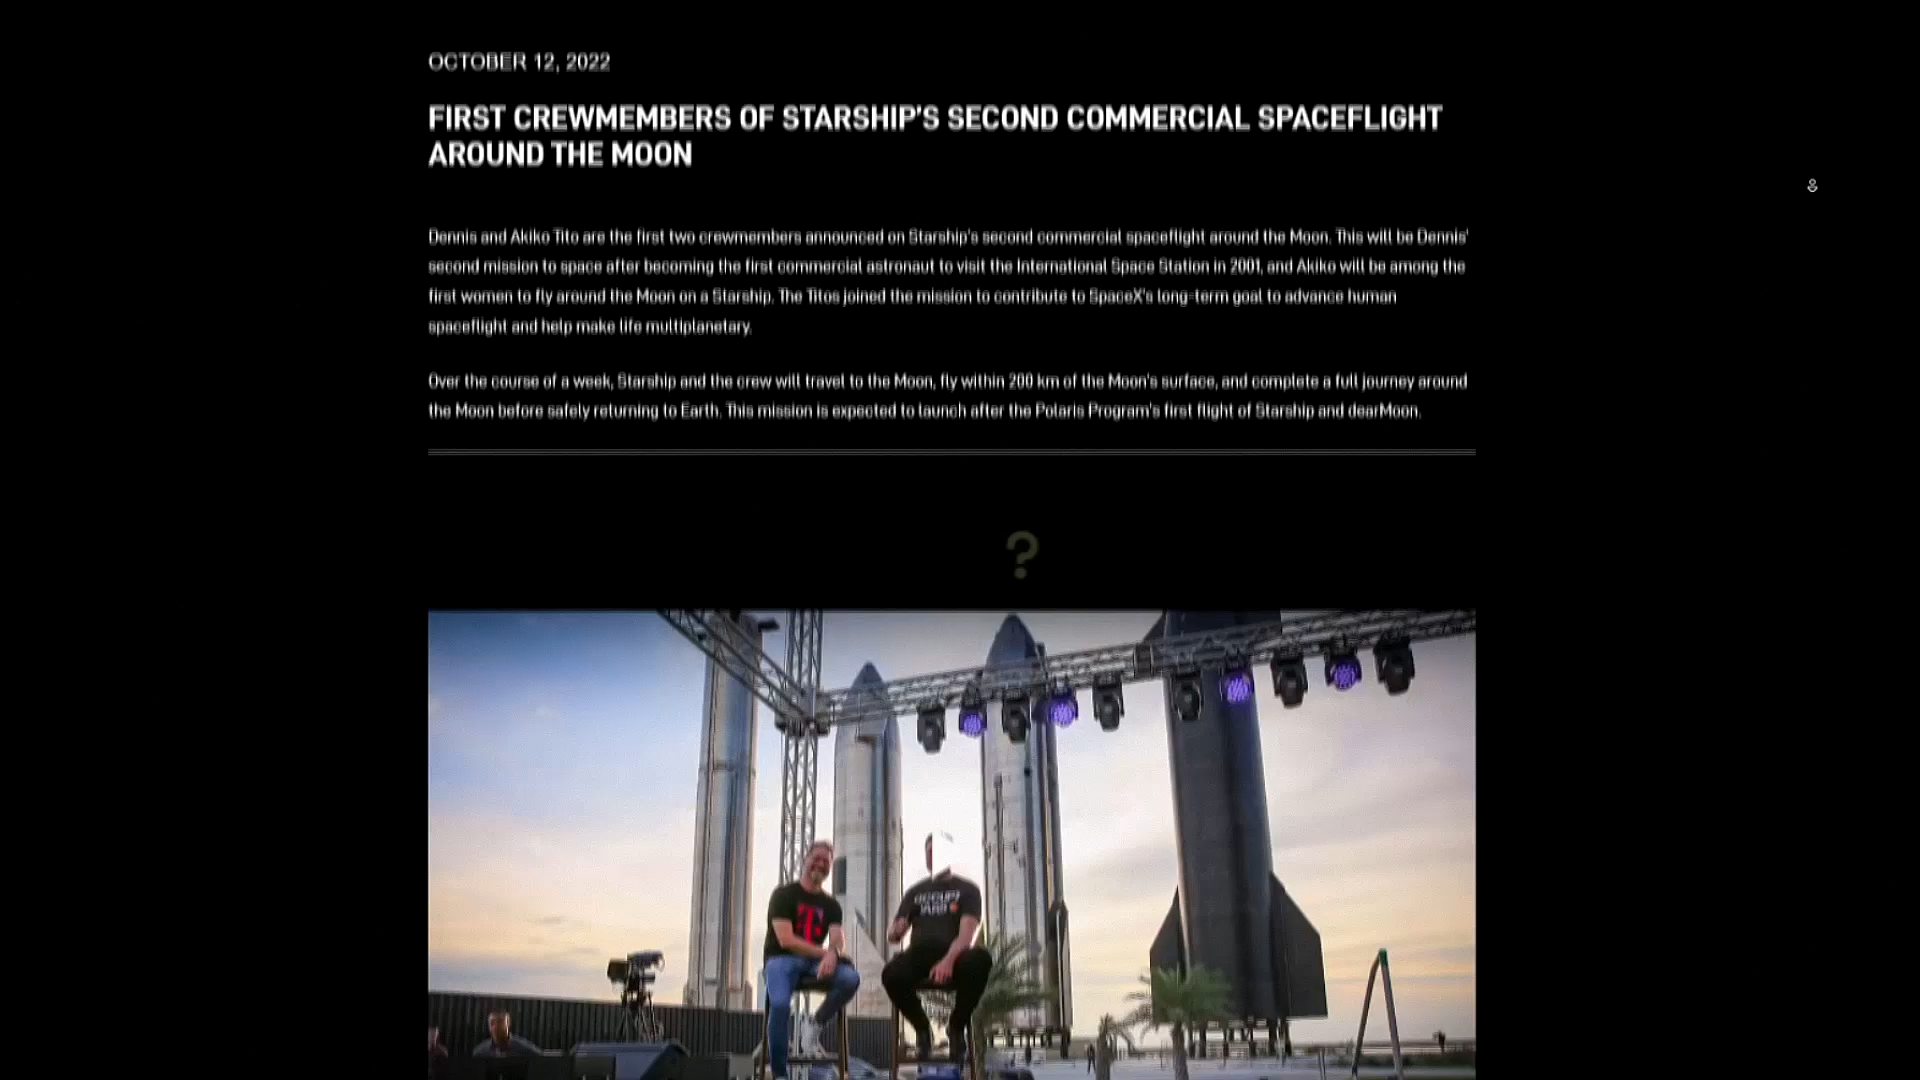 OCTOBER 12, 2022
FIRST CREWMEMBERS OF STARSHIP'S SECOND COMMERCIAL SPACEFLIGHT
AROUND THE MOON
Dennis and Akiko Tito are the first two crewmembers announced on Starship's second commercial spaceflight around the Moon. This will be Dennis'
second mission to space after becoming the first commercial astronaut to visit the International Space Station in 2001, and Akiko will be among the
first women to fly around the Moon on a Starship. The Titos joined the mission to contribute to SpaceX's long-term goal to advance human
spaceflight and help make life multiplanetary.
Over the course of a week, Starship and the crew will travel to the Moon, fly within 200 km of the Moon's surface, and complete a full journey around
the Moon before safely returning to Earth. This mission is expected to launch after the Polaris Program's first flight of Starship and dearMoon.
?
T
OCCUPY
MARS